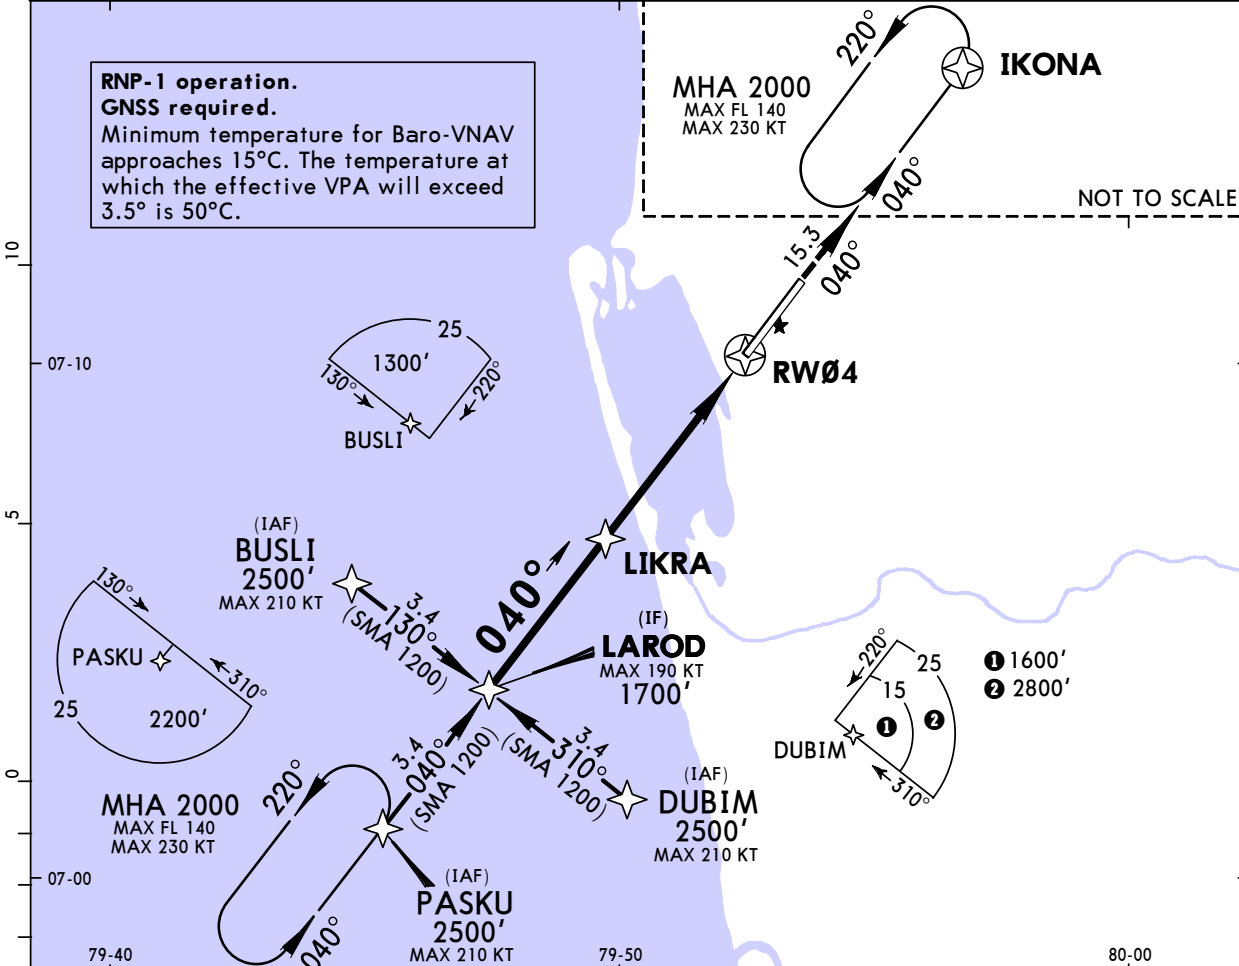 RNP-1 operation.
GNSS required.
Minimum temperature for Baro-VNAV
approaches 15°C. The temperature at
which the effective VPA will exceed
3.5° is 50°C.
220°
IKONA
MHA 2000
MAX FL 140
MAX 230 KT
040°
NOT TO SCALE
15.3
040°
10
07-10
RWØ4
25
1300'
130°
220°
BUSLI
5
(IAF)
BUSLI
2500'
MAX 210 KT
3.4
130°
(SMA 1200)
040°
LIKRA
(IF)
LAROD
MAX 190 KT
1700'
130°
PASKU
310°
25
2200'
220°
25
15
1
2
DUBIM
310°
1 1600'
2 2800'
3.4
040°
(SMA 1200)
3.4
310°
(SMA 1200)
(IAF)
DUBIM
2500'
MAX 210 KT
0
220°
MHA 2000
MAX FL 140
MAX 230 KT
040°
(IAF)
PASKU
2500'
MAX 210 KT
07-00
79-40
79-50
80-00